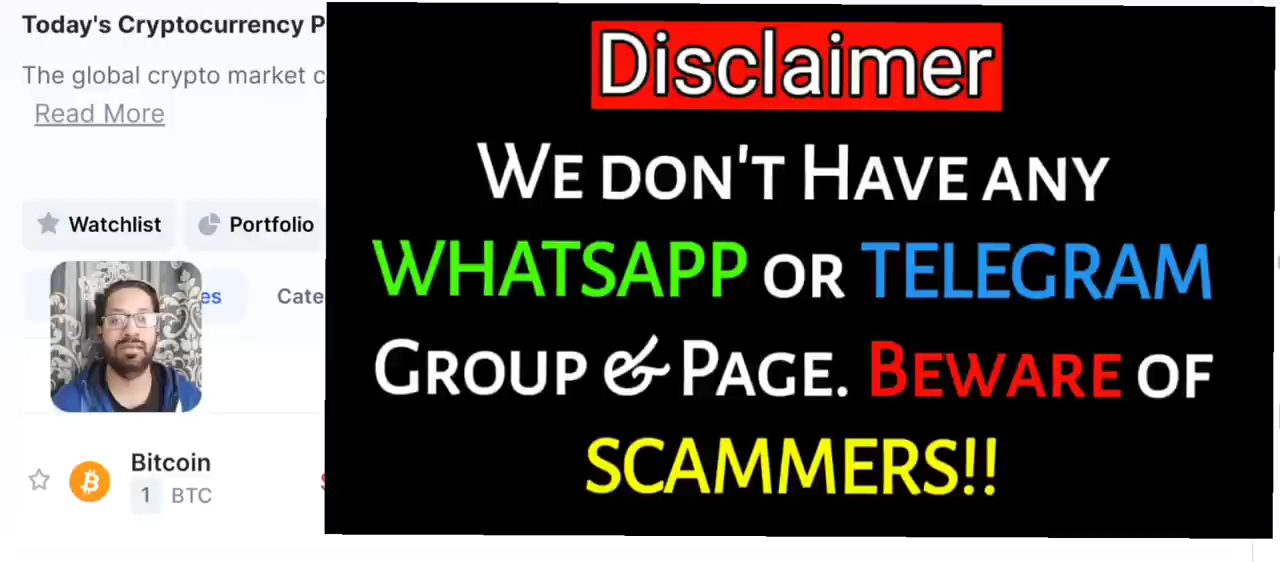 Today's Cryptocurrency P
The global crypto market c
Read More
Watchlist
Portfolio
es
Cate
Bitcoin
1 BTC
Disclaimer
WE DON'T HAVE ANY
WHATSAPP OR TELEGRAM
GROUP & PAGE. BEWARE OF
SCAMMERS!!